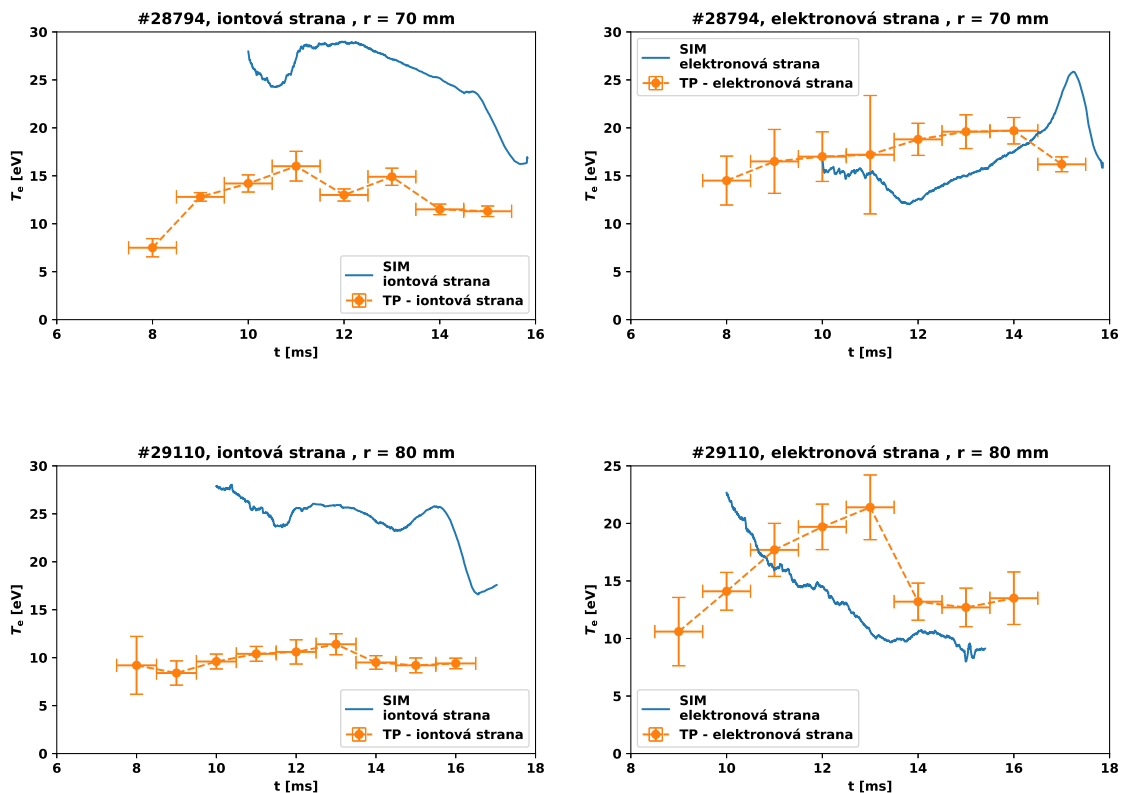 #28794, iontová strana , r = 70 mm
30
25
20
15
10
5
0
Te [eV]
6 8 10 12 14 16
t [ms]
SIM
iontová strana
TP - iontová strana
#28794, elektronová strana , r = 70 mm
30
25
20
15
10
5
0
Te [eV]
6 8 10 12 14 16
t [ms]
SIM
elektronová strana
TP - elektronová strana
#29110, iontová strana , r = 80 mm
30
25
20
15
10
5
0
Te [eV]
6 8 10 12 14 16 18
t [ms]
SIM
iontová strana
TP - iontová strana
#29110, elektronová strana , r = 80 mm
25
20
15
10
5
0
Te [eV]
8 10 12 14 16 18
t [ms]
SIM
elektronová strana
TP - elektronová strana